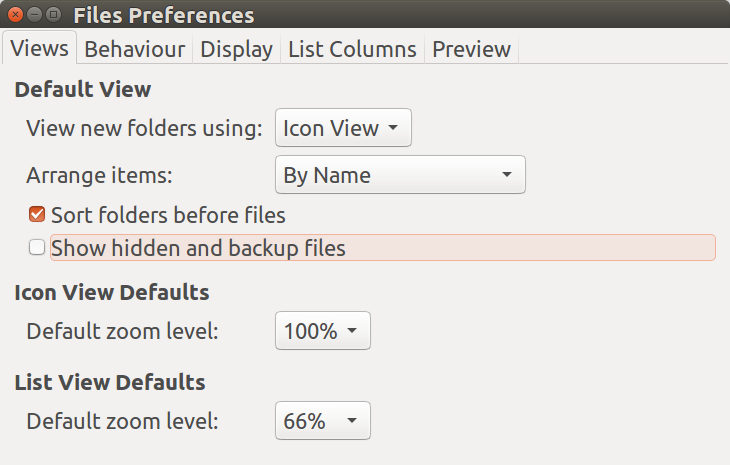 Files Preferences
Views Behaviour Display List Columns Preview
Default View
View new folders using: Icon View
Arrange items: By Name
Sort folders before files
Show hidden and backup files
Icon View Defaults
Default zoom level: 100%
List View Defaults
Default zoom level: 66%